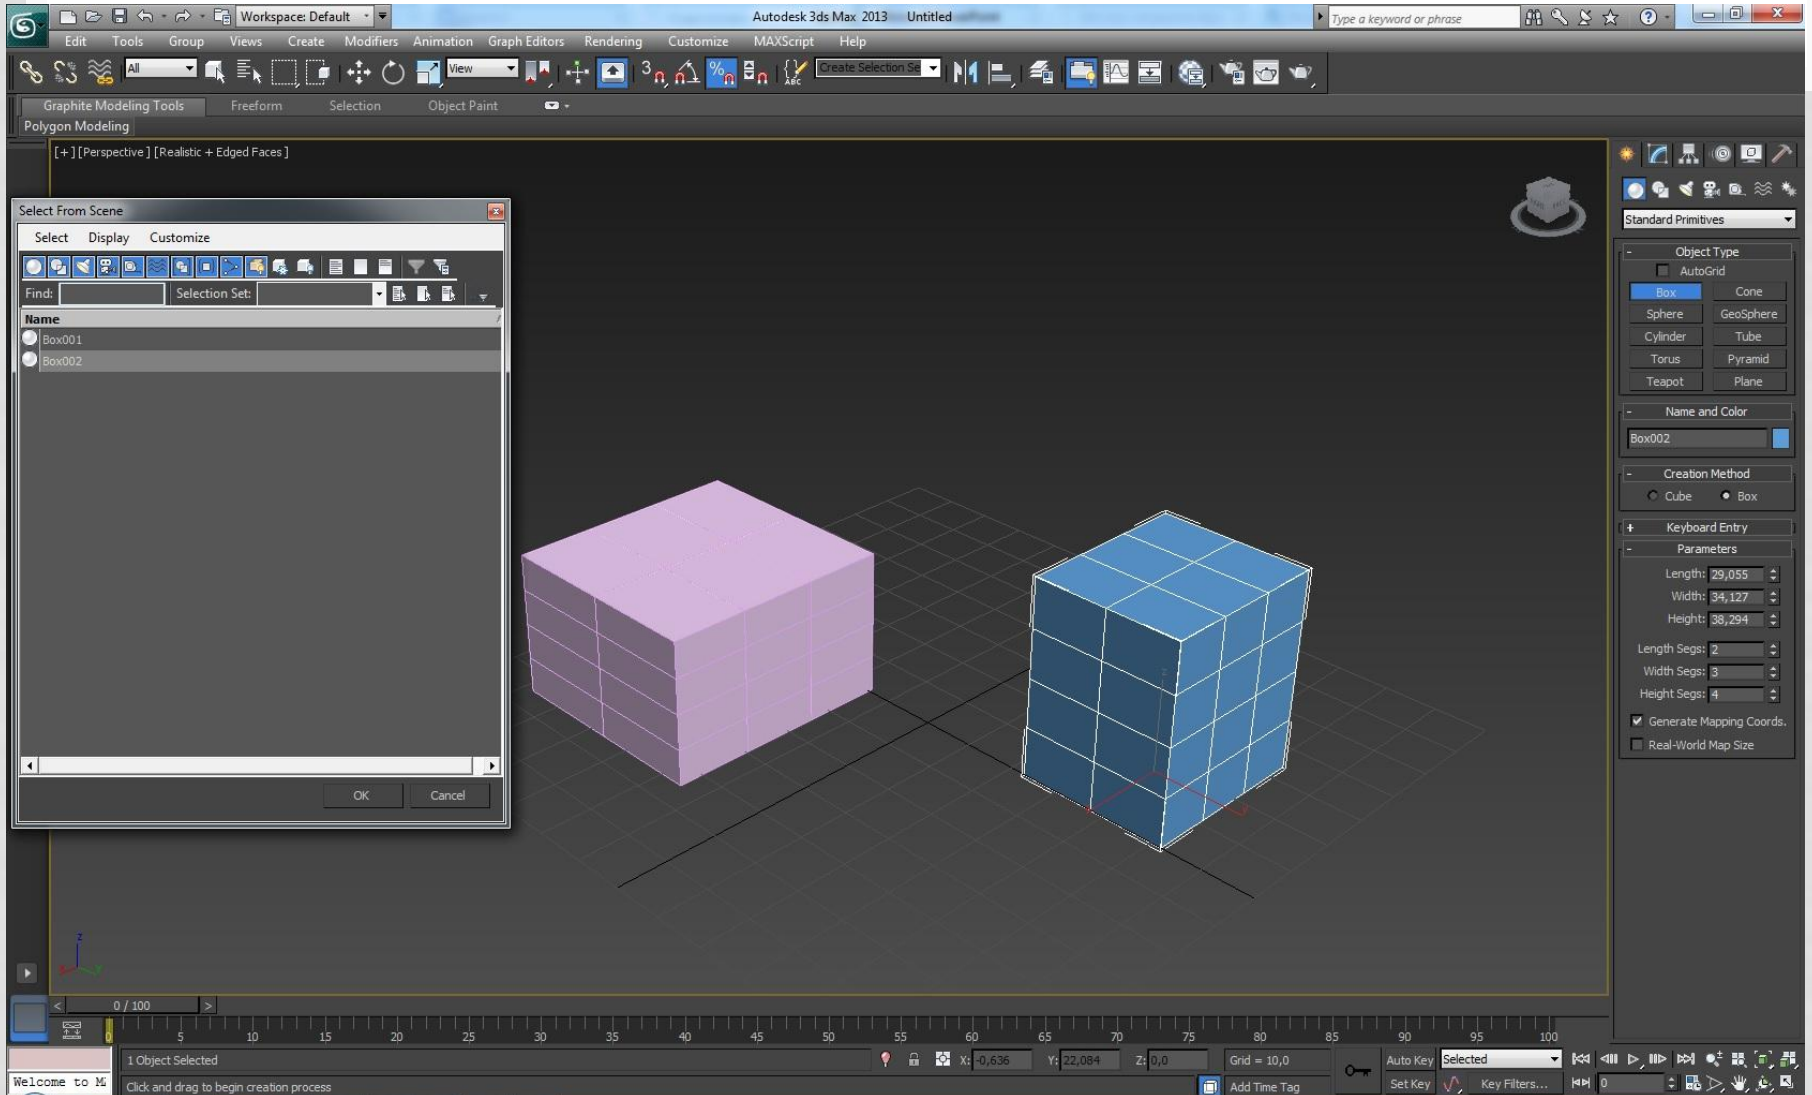 Workspace: Default
Autodesk 3ds Max 2013 Untitled
Type a keyword or phrase
Edit Tools Group Views Create Modifiers Animation Graph Editors Rendering Customize MAXScript Help
All
View
3
%
ABC
Create Selection Se
Graphite Modeling Tools Freeform Selection Object Paint
Polygon Modeling
[+][Perspective][Realistic + Edged Faces]
Select From Scene
Select Display Customize
Find:
Selection Set:
Name
Box001
Box002
OK Cancel
Standard Primitives
- Object Type
AutoGrid
Box Cone
Sphere GeoSphere
Cylinder Tube
Torus Pyramid
Teapot Plane
- Name and Color
Box002
- Creation Method
Cube Box
+ Keyboard Entry
- Parameters
Length: 29,055
Width: 34,127
Height: 38,294
Length Segs: 2
Width Segs: 3
Height Segs: 4
Generate Mapping Coords.
Real-World Map Size
z
< 0 / 100 >
0 5 10 15 20 25 30 35 40 45 50 55 60 65 70 75 80 85 90 95 100
1 Object Selected
X: -0,636 Y: 22,084 Z: 0,0 Grid = 10,0
Auto Key Selected
Welcome to M
Click and drag to begin creation process
Add Time Tag
Set Key Key Filters... 0